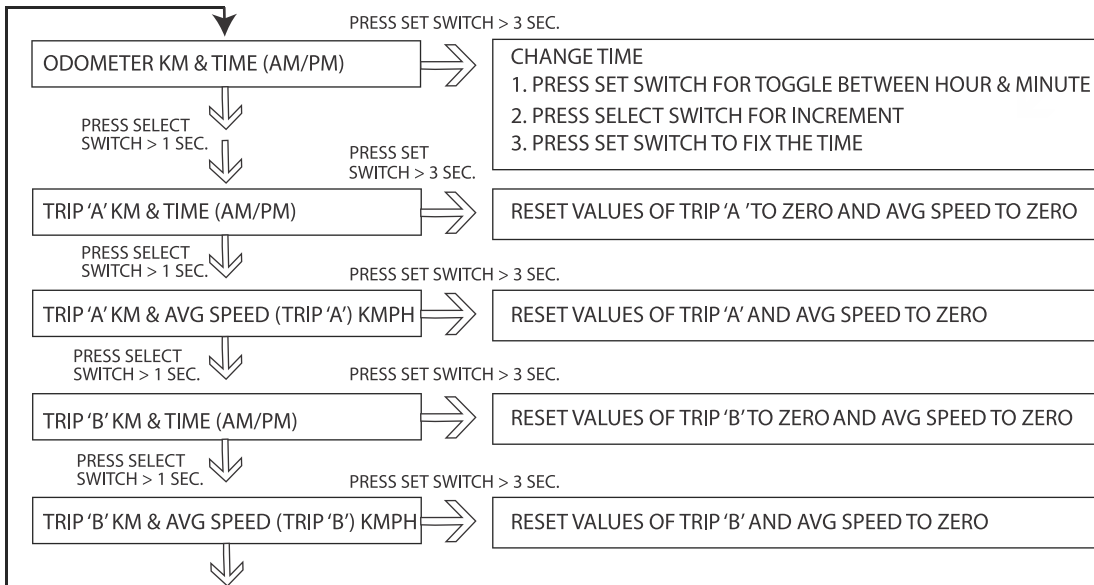 PRESS SET SWITCH > 3 SEC.
ODOMETER KM & TIME (AM/PM)
CHANGE TIME
1. PRESS SET SWITCH FOR TOGGLE BETWEEN HOUR & MINUTE
2. PRESS SELECT SWITCH FOR INCREMENT
3. PRESS SET SWITCH TO FIX THE TIME
PRESS SELECT
SWITCH > 1 SEC.
PRESS SET
SWITCH > 3 SEC.
TRIP ‘A’ KM & TIME (AM/PM)
RESET VALUES OF TRIP ‘A ’ TO ZERO AND AVG SPEED TO ZERO
PRESS SELECT
SWITCH > 1 SEC.
PRESS SET SWITCH > 3 SEC.
TRIP ‘A’ KM & AVG SPEED (TRIP ‘A’) KMPH
RESET VALUES OF TRIP ‘A’ AND AVG SPEED TO ZERO
PRESS SELECT
SWITCH > 1 SEC.
PRESS SET SWITCH > 3 SEC.
TRIP ‘B’ KM & TIME (AM/PM)
RESET VALUES OF TRIP ‘B’ TO ZERO AND AVG SPEED TO ZERO
PRESS SELECT
SWITCH > 1 SEC.
PRESS SET SWITCH > 3 SEC.
TRIP ‘B’ KM & AVG SPEED (TRIP ‘B’) KMPH
RESET VALUES OF TRIP ‘B’ AND AVG SPEED TO ZERO